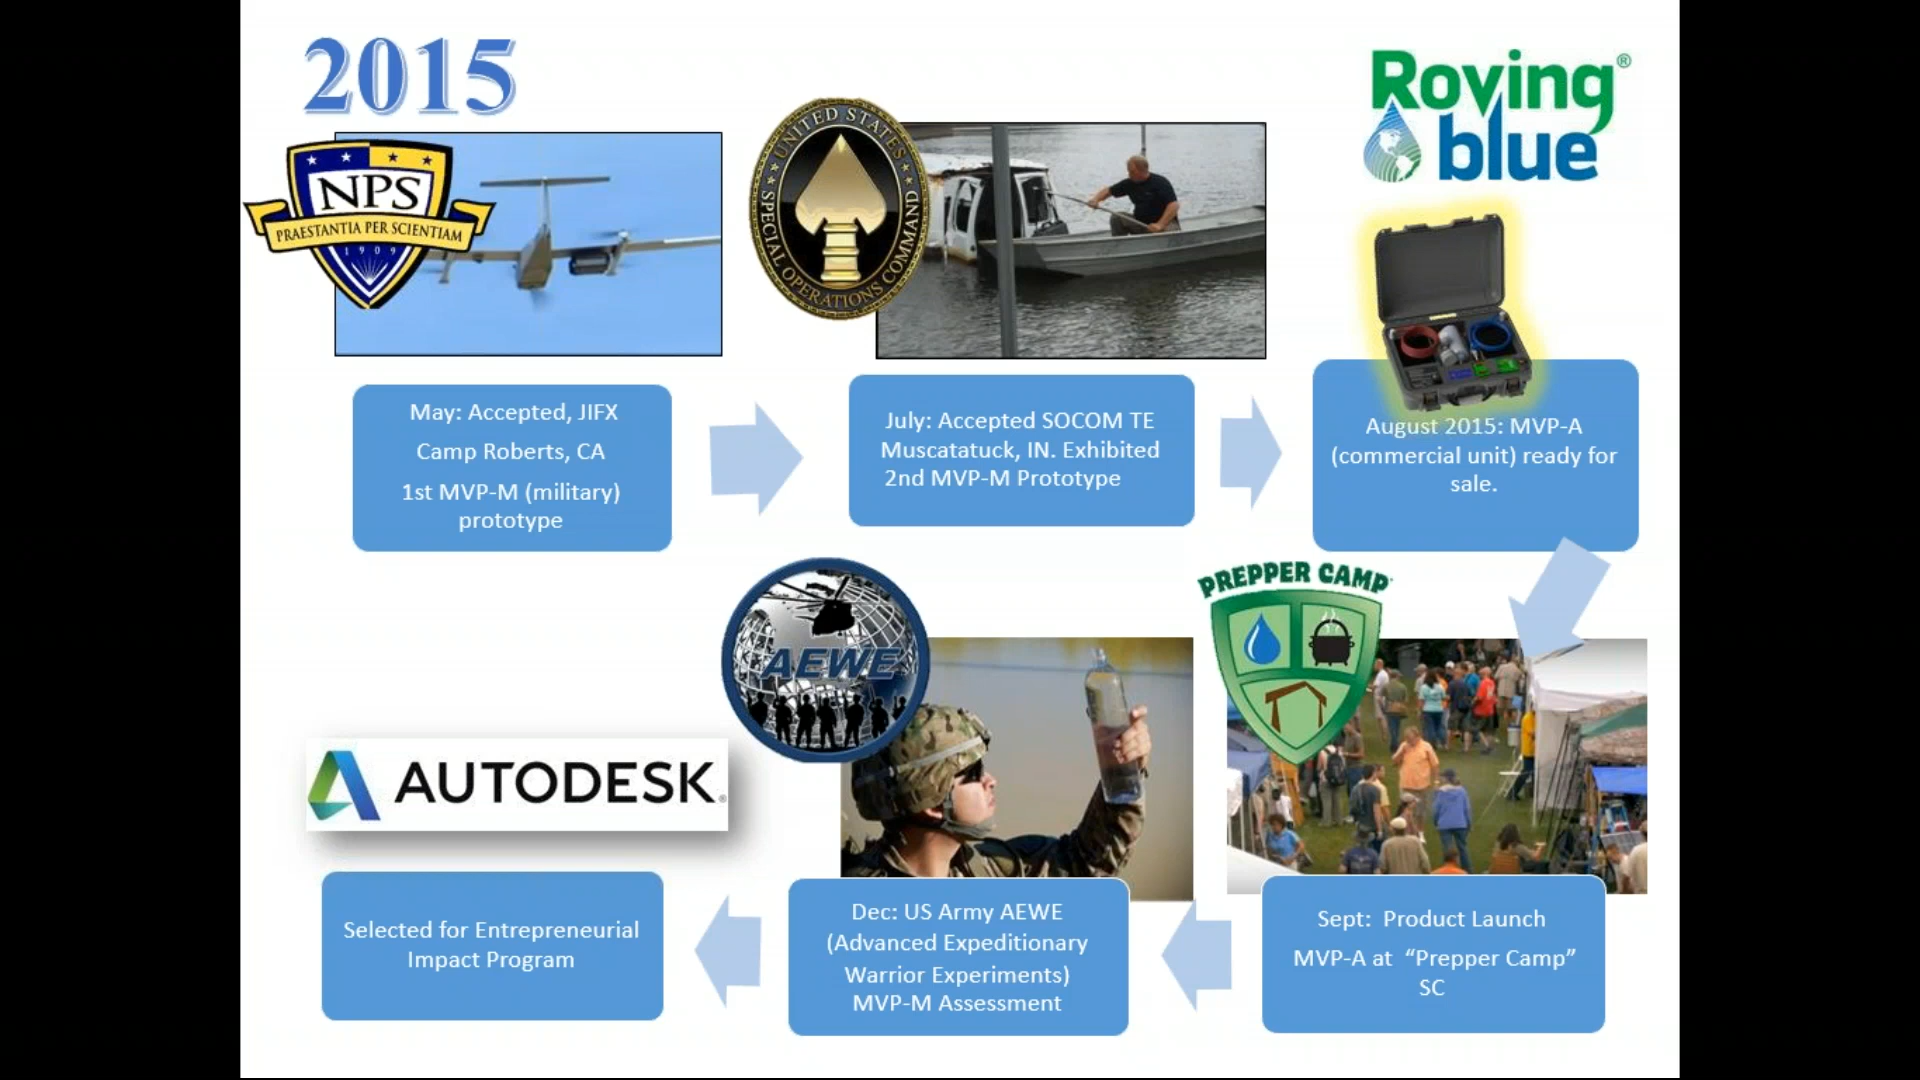 2015
NPS
PRAESTANTIA PER SCIENTIAM
1909
UNITED STATES
SPECIAL OPERATIONS COMMAND
Roving®
blue
May: Accepted, JIFX
Camp Roberts, CA
1st MVP-M (military)
prototype
July: Accepted SOCOM TE
Muscatatuck, IN. Exhibited
2nd MVP-M Prototype
August 2015: MVP-A
(commercial unit) ready for
sale.
PREPPER CAMP
Sept: Product Launch
MVP-A at “Prepper Camp”
SC
AEWE
Dec: US Army AEWE
(Advanced Expeditionary
Warrior Experiments)
MVP-M Assessment
AUTODESK®
Selected for Entrepreneurial
Impact Program